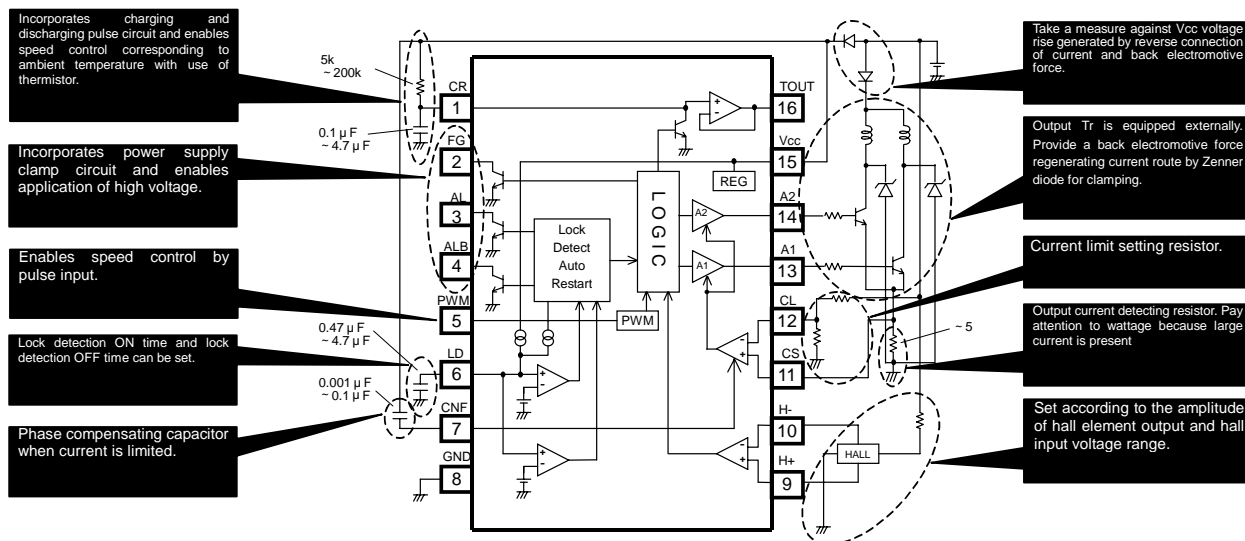 Incorporates charging and
discharging pulse circuit and enables
speed control corresponding to
ambient temperature with use of
thermistor.
Incorporates power supply
clamp circuit and enables
application of high voltage.
Enables speed control by
pulse input.
Lock detection ON time and lock
detection OFF time can be set.
Phase compensating capacitor
when current is limited.
5k
~ 200k
0.1 μ F
~ 4.7 μ F
0.47 μ F
~ 4.7 μ F
0.001 μ F
~ 0.1 μ F
CR
1
FG
2
AL
3
ALB
4
PWM
5
LD
6
CNF
7
GND
8
Lock
Detect
Auto
Restart
LOGIC
PWM
REG
A2
A1
+
-
+
-
+
-
-
+
-
+
TOUT
16
Vcc
15
A2
14
A1
13
CL
12
CS
11
H-
10
H+
9
HALL
~ 5
Take a measure against Vcc voltage
rise generated by reverse connection
of current and back electromotive
force.
Output Tr is equipped externally.
Provide a back electromotive force
regenerating current route by Zenner
diode for clamping.
Current limit setting resistor.
Output current detecting resistor. Pay
attention to wattage because large
current is present
Set according to the amplitude
of hall element output and hall
input voltage range.